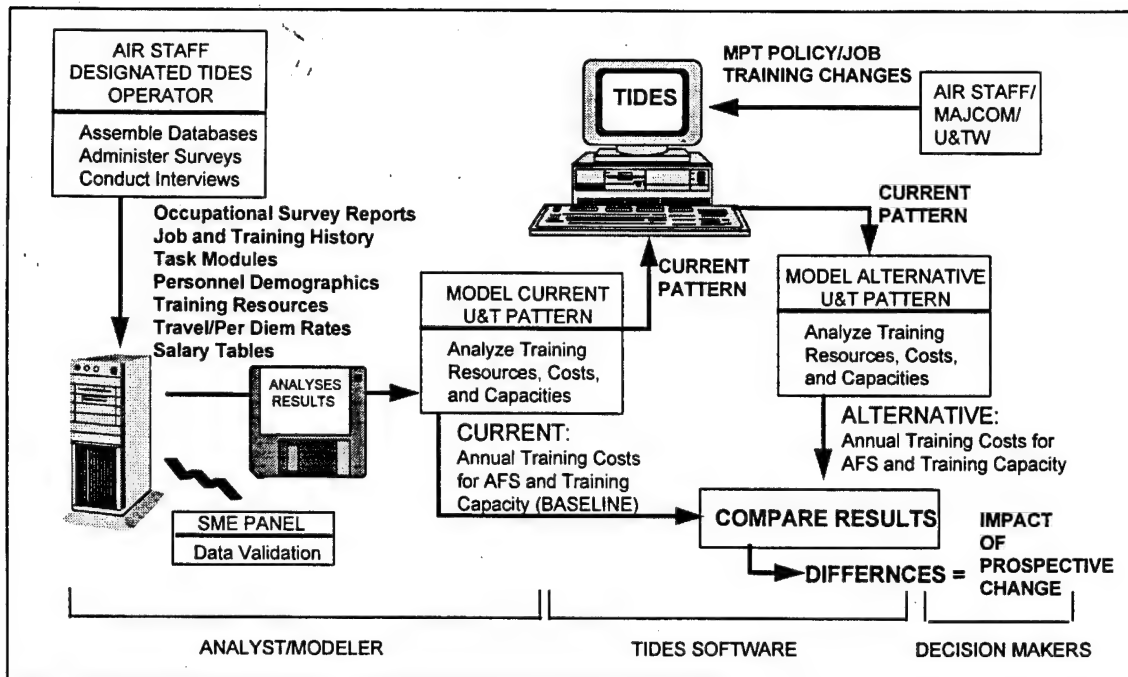 AIR STAFF
DESIGNATED TIDES
OPERATOR
Assemble Databases
Administer Surveys
Conduct Interviews
Occupational Survey Reports
Job and Training History
Task Modules
Personnel Demographics
Training Resources
Travel/Per Diem Rates
Salary Tables
ANALYSES
RESULTS
SME PANEL
Data Validation
MODEL CURRENT
U&T PATTERN
Analyze Training
Resources, Costs,
and Capacities
CURRENT:
Annual Training Costs
for AFS and Training
Capacity (BASELINE)
CURRENT
PATTERN
TIDES
MPT POLICY/JOB
TRAINING CHANGES
AIR STAFF/
MAJCOM/
U&TW
CURRENT
PATTERN
MODEL ALTERNATIVE
U&T PATTERN
Analyze Training
Resources, Costs,
and Capacities
ALTERNATIVE:
Annual Training Costs for
AFS and Training Capacity
COMPARE RESULTS
DIFFERNCES =
IMPACT
OF
PROSPECTIVE
CHANGE
ANALYST/MODELER
TIDES SOFTWARE
DECISION MAKERS